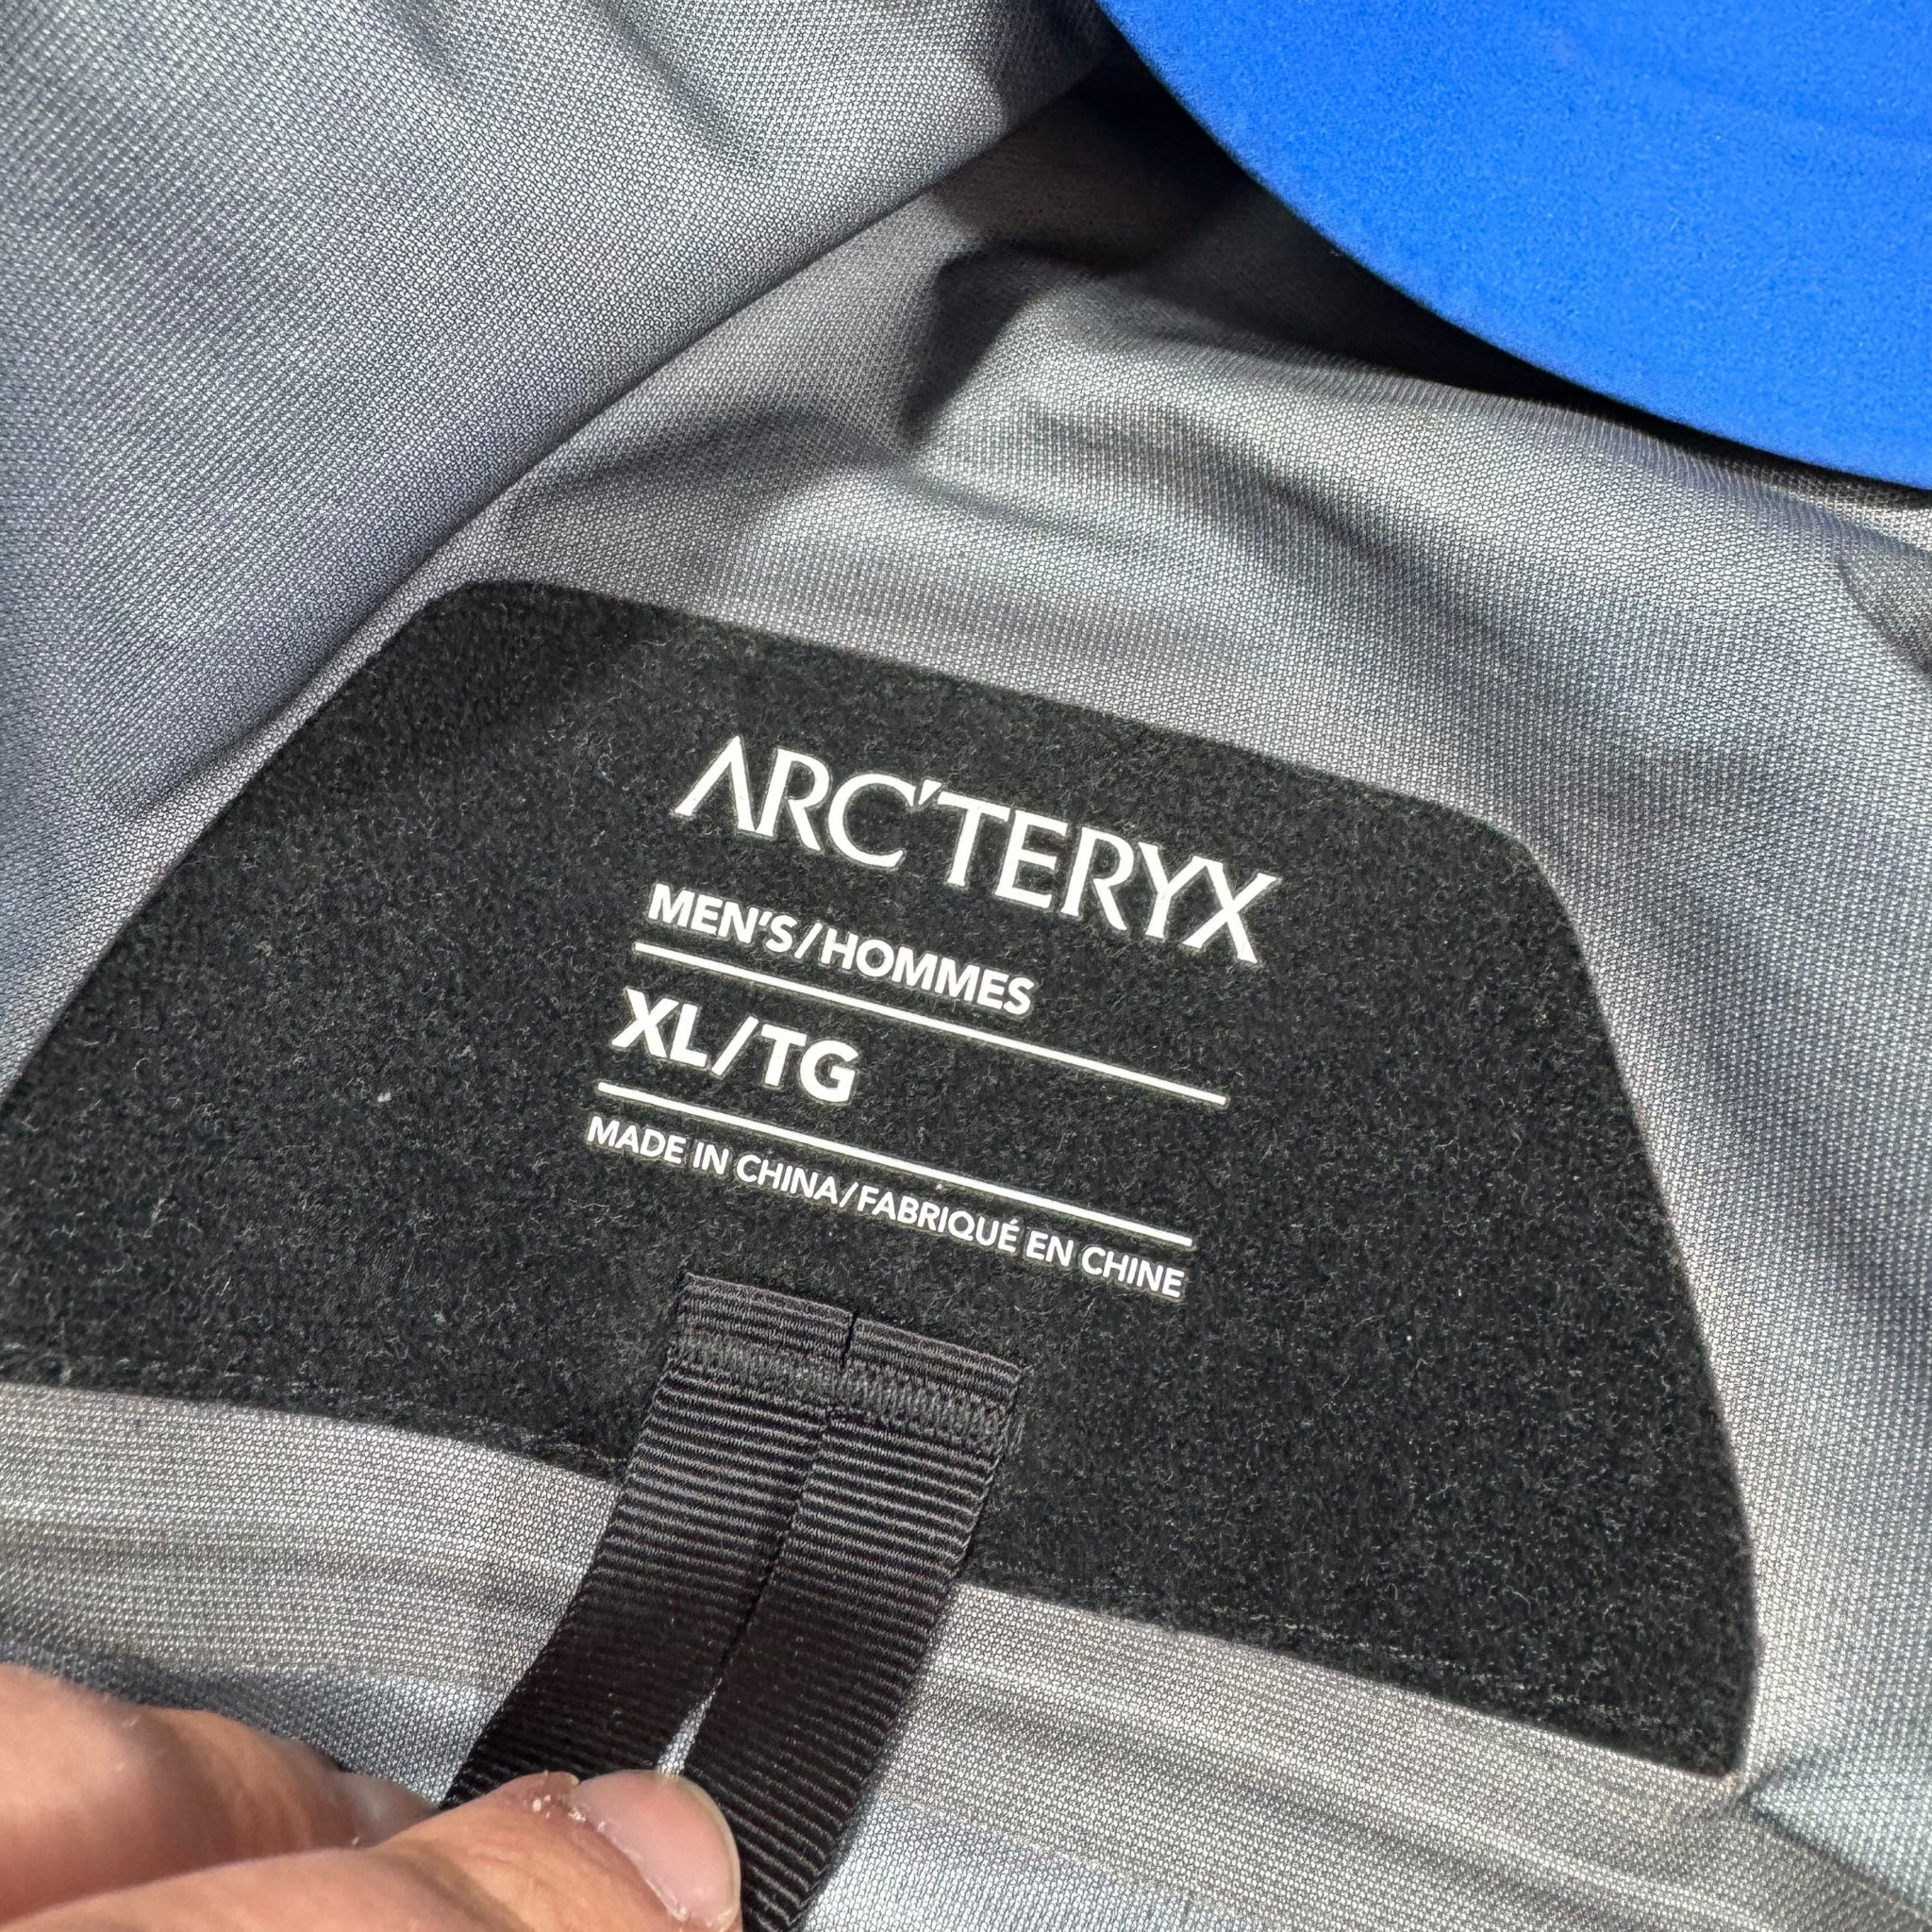 ARC'TERYX
MEN'S/HOMMES
XL/TG
MADE IN CHINA/FABRIQUÉ EN CHINE